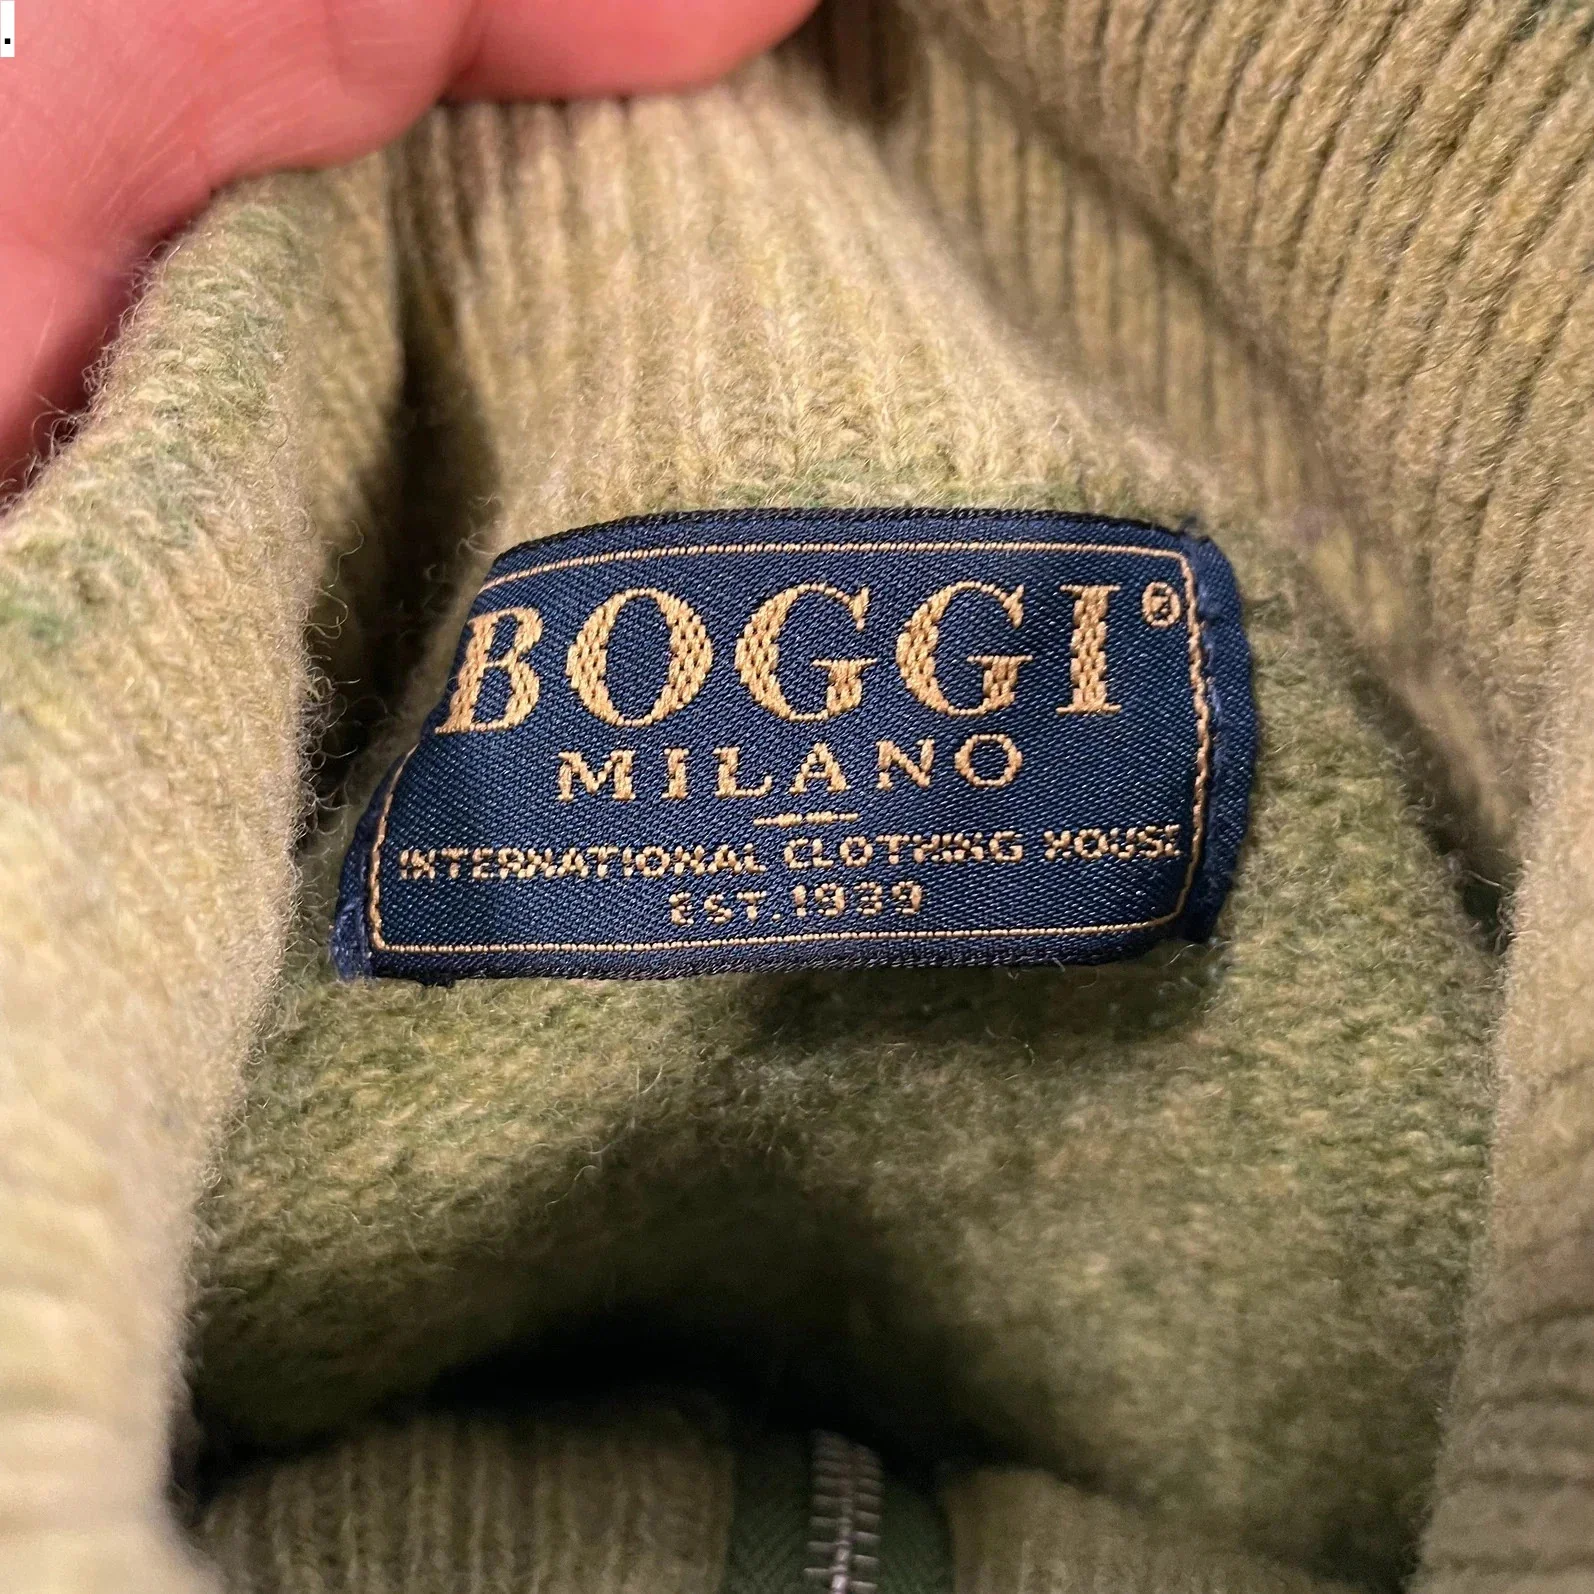 .
BOGGI®
MILANO
INTERNATIONAL CLOTHING HOUSE
EST. 1939